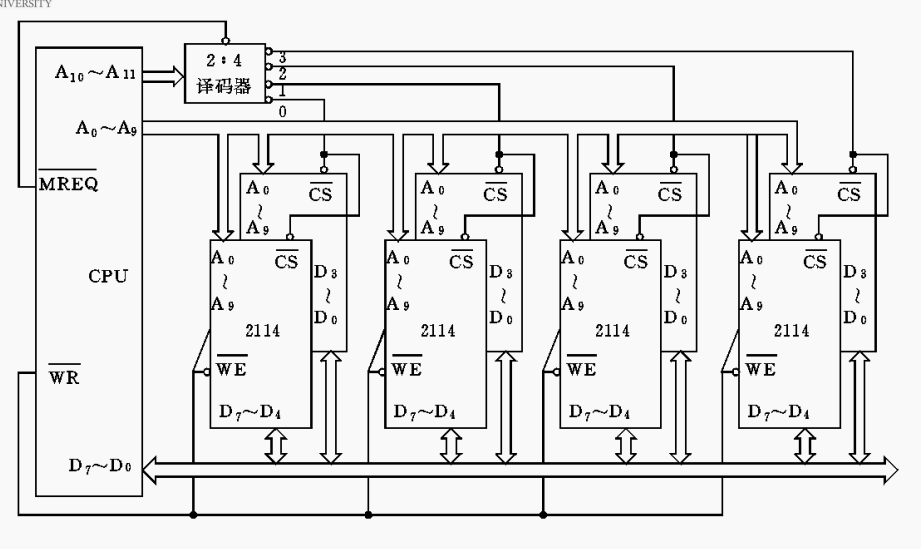 NIVERSITY
A₁₀～A₁₁
2：4
译码器
3
2
1
0
A₀～A₉
MREQ
CPU
WR
D₇～D₀
A₀
～
A₉
CS
A₀
～
A₉
CS
D₃
～
D₀
2114
WE
D₇～D₄
A₀
～
A₉
CS
A₀
～
A₉
CS
D₃
～
D₀
2114
WE
D₇～D₄
A₀
～
A₉
CS
A₀
～
A₉
CS
D₃
～
D₀
2114
WE
D₇～D₄
A₀
～
A₉
CS
A₀
～
A₉
CS
D₃
～
D₀
2114
WE
D₇～D₄